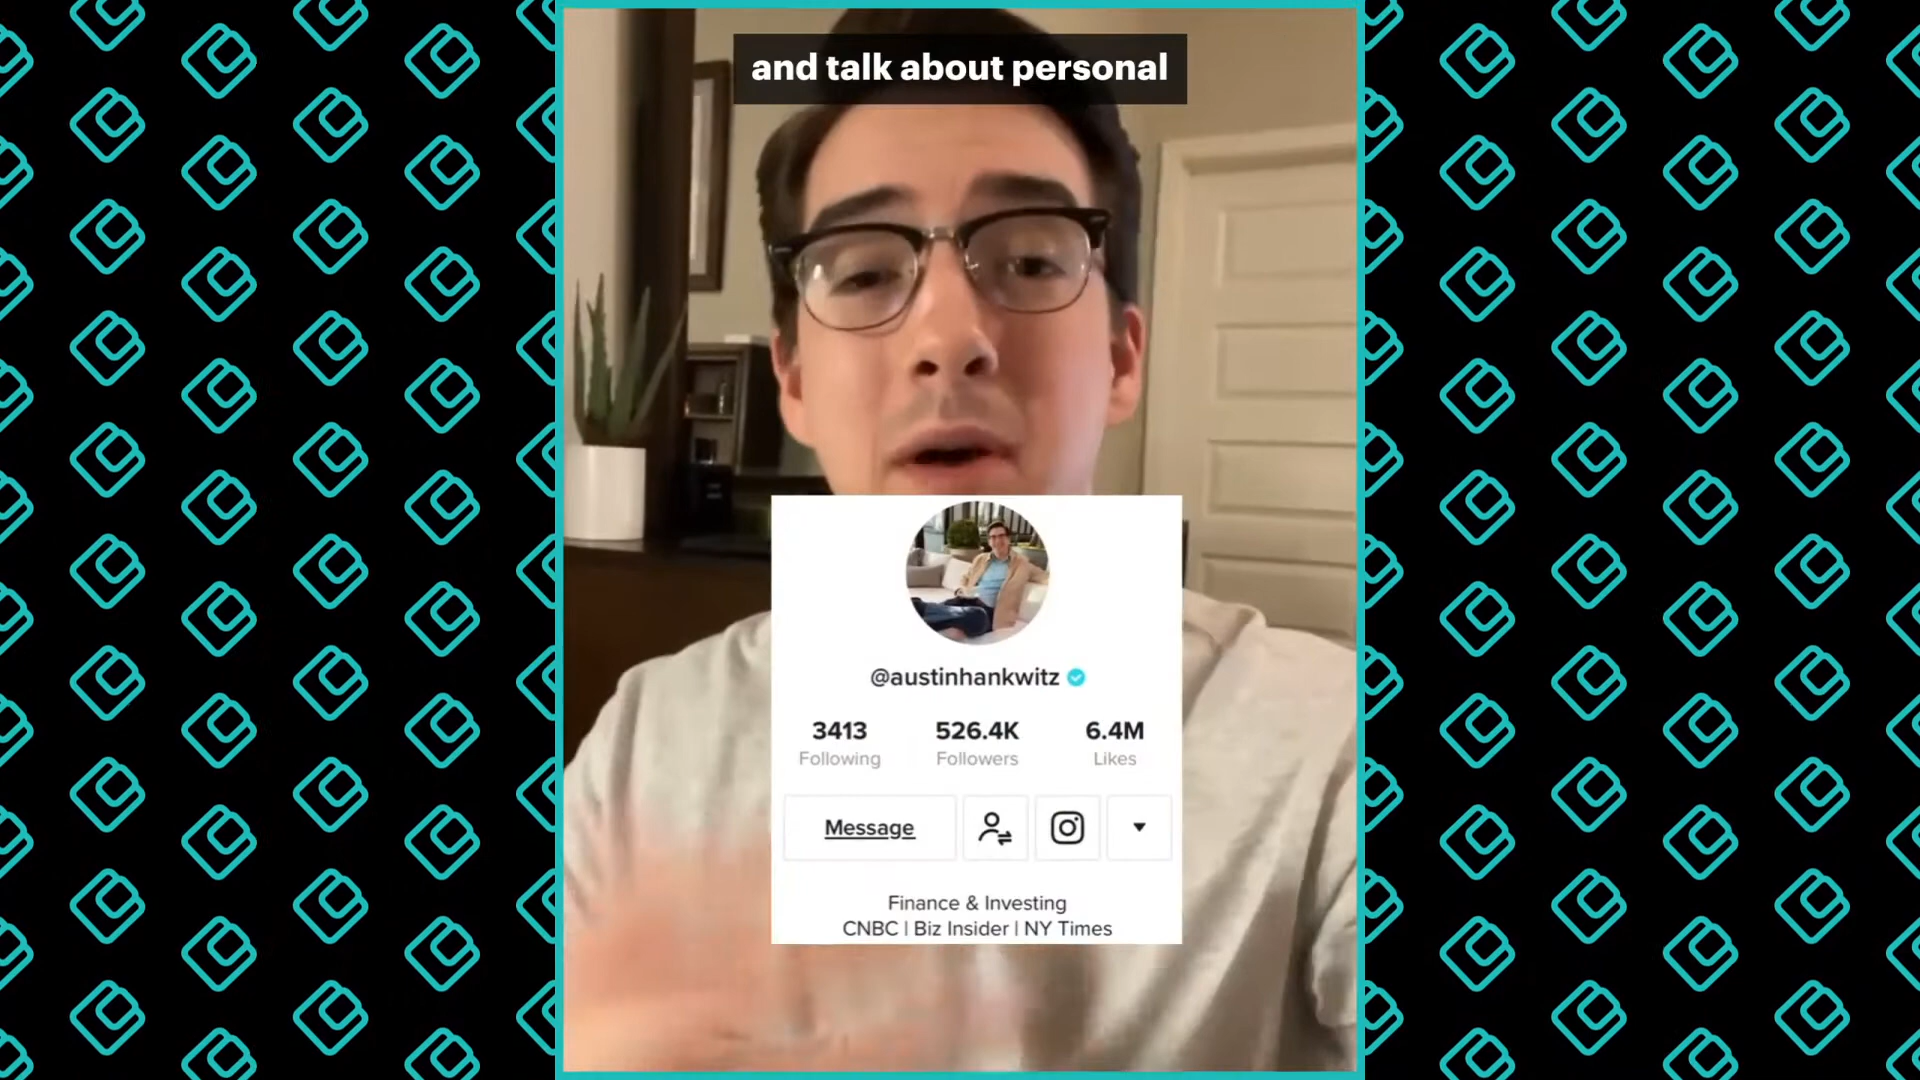 and talk about personal
@austinhankwitz
3413 526.4K 6.4M
Following Followers Likes
Message
Finance & Investing
CNBC | Biz Insider | NY Times